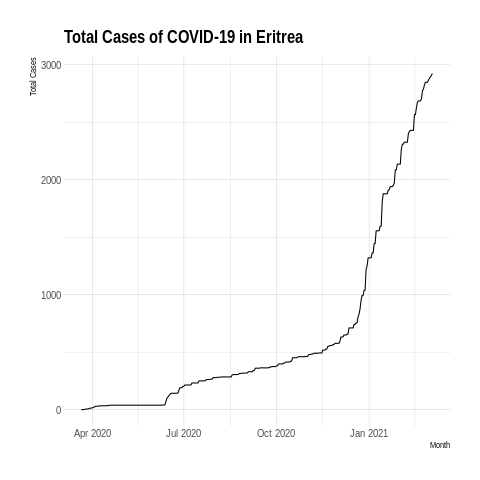 Total Cases of COVID-19 in Eritrea
Total Cases
3000
2000
1000
0
Apr 2020
Jul 2020
Oct 2020
Jan 2021
Month